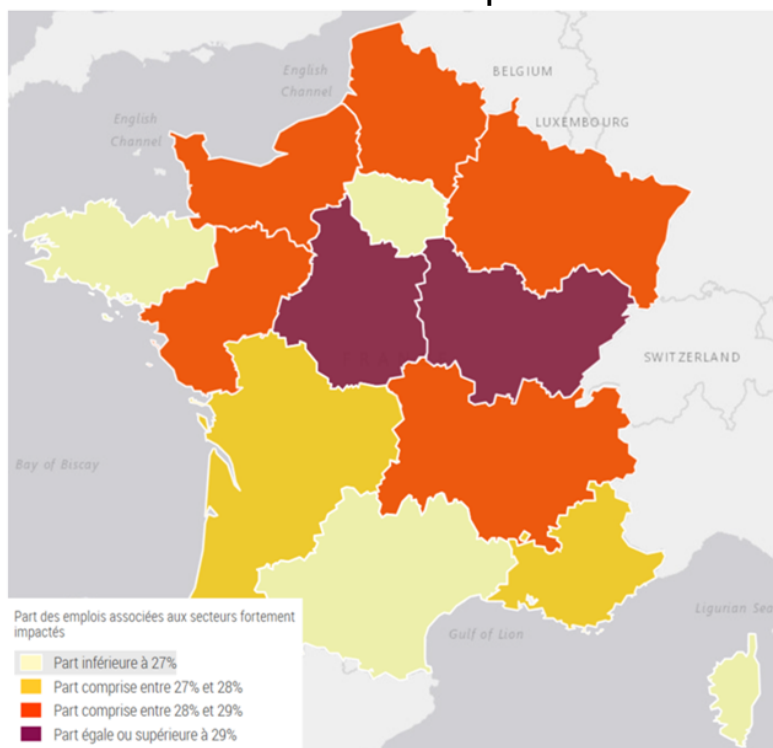 English
Channel
BELGIUM
English
Channel
LUXEMBOURG
SWITZERLAND
Bay of Biscay
Ligurian Sea
Gulf of Lion
Part des emplois associées aux secteurs fortement
impactés
Part inférieure à 27%
Part comprise entre 27% et 28%
Part comprise entre 28% et 29%
Part égale ou supérieure à 29%